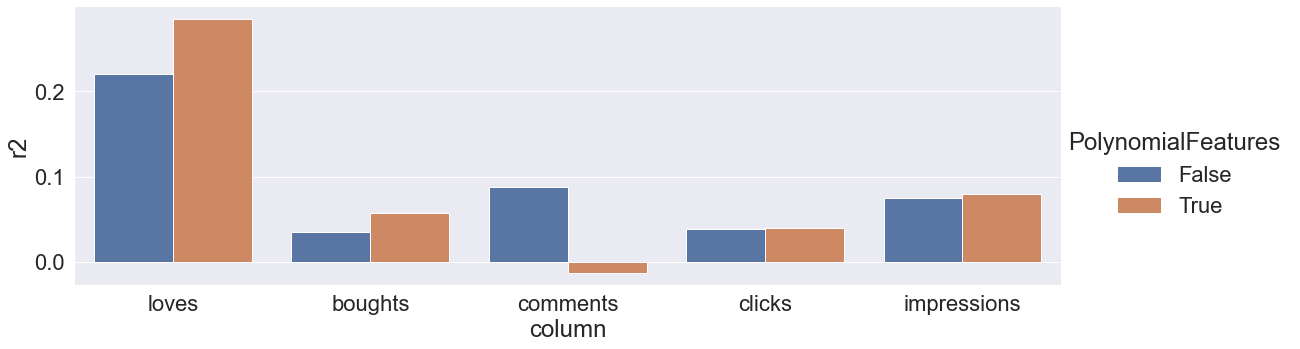 r2
0.2
0.1
0.0
loves
boughts
comments
clicks
impressions
column
PolynomialFeatures
False
True